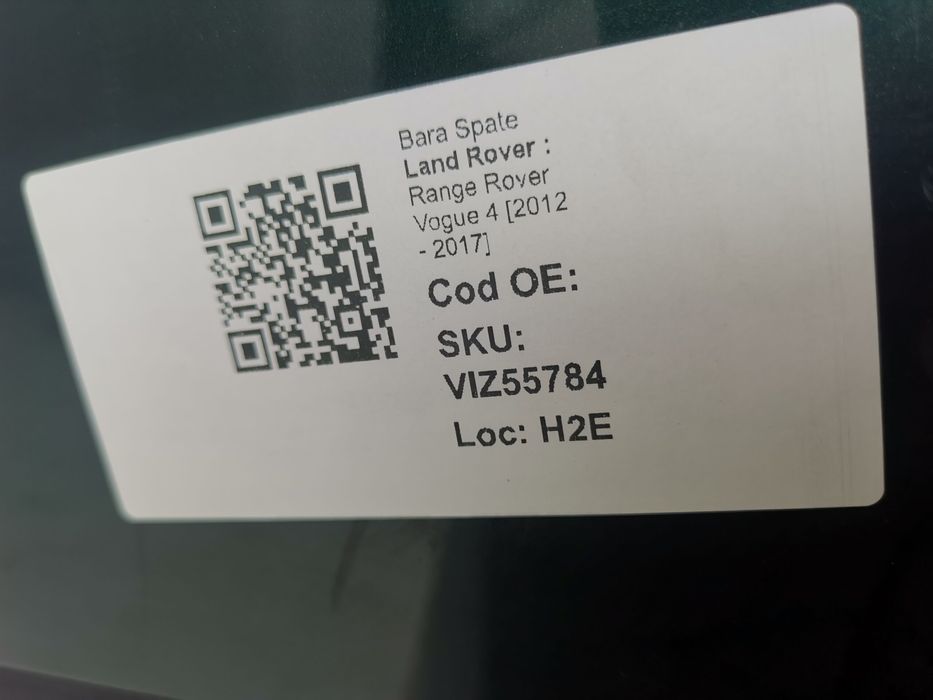 Bara Spate
Land Rover :
Range Rover
Vogue 4 [2012
- 2017]
Cod OE:
SKU:
VIZ55784
Loc: H2E